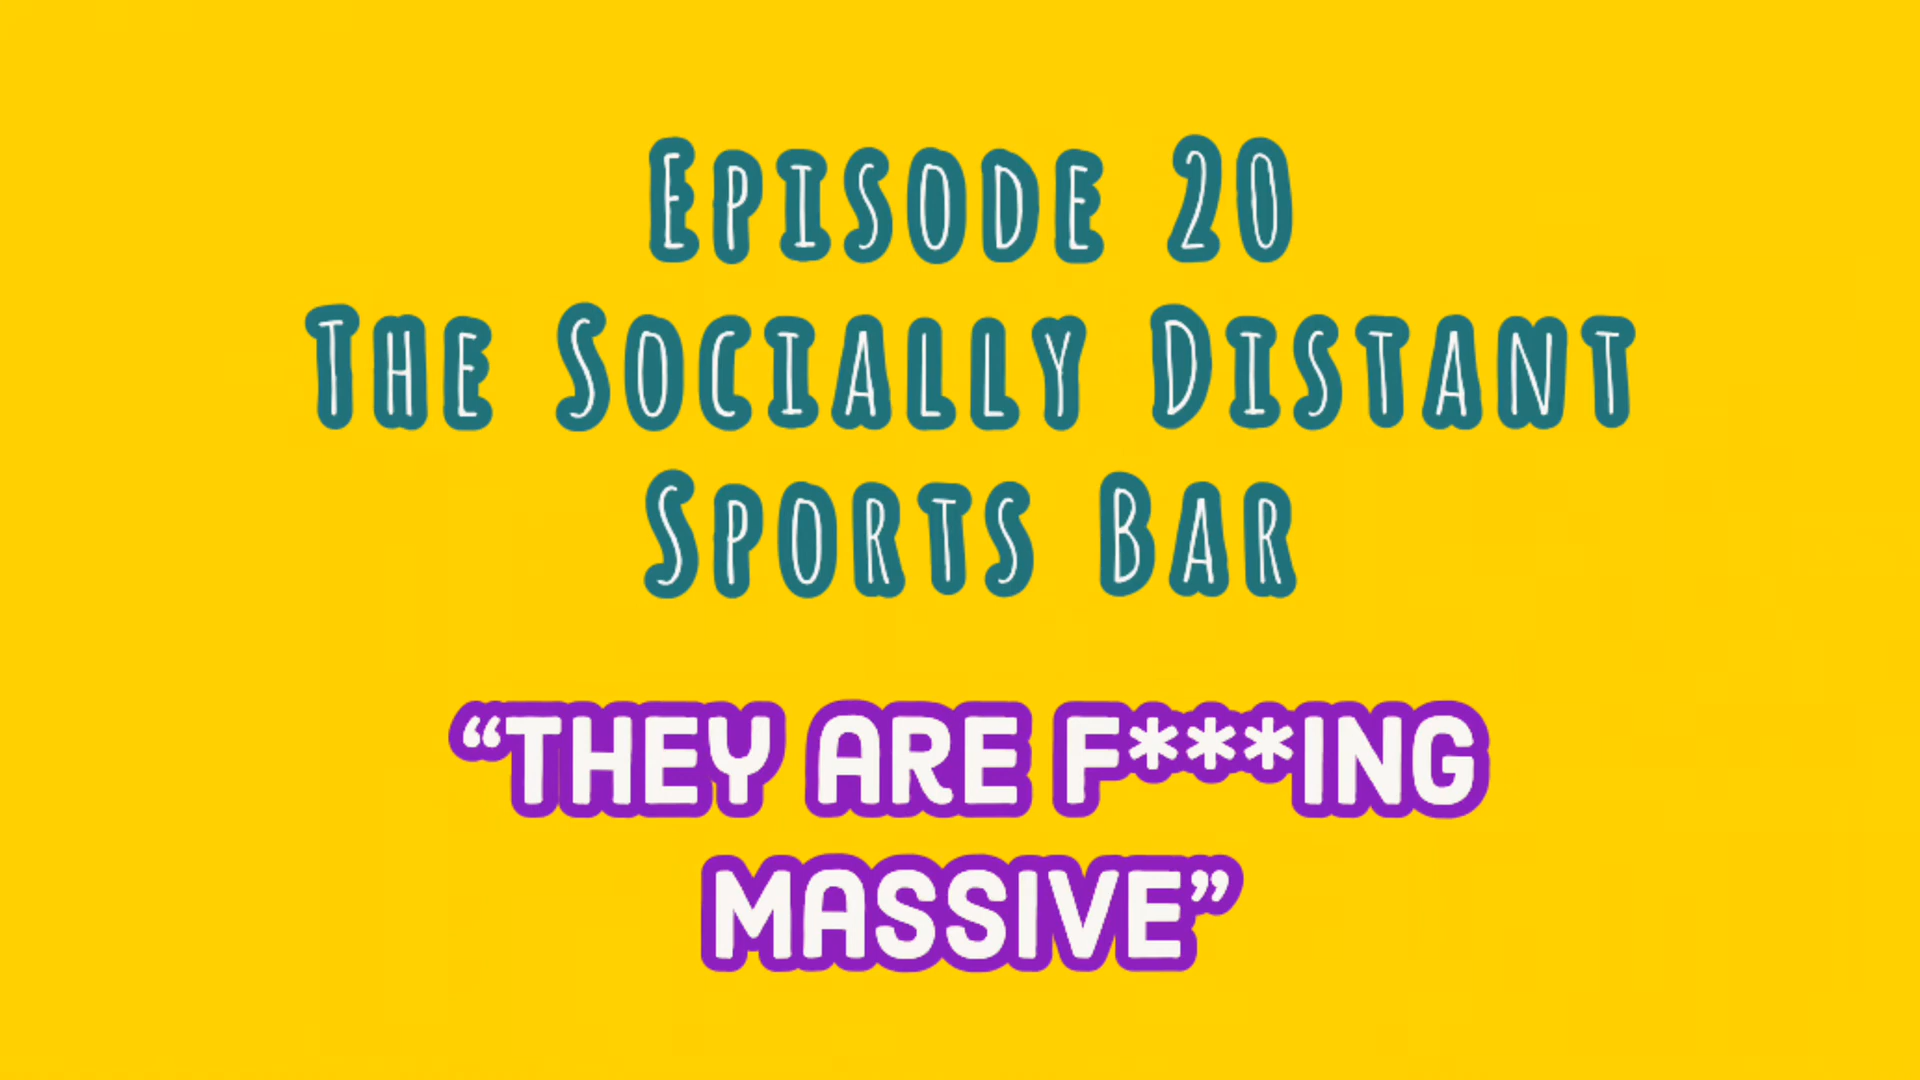 Episode 20
The Socially Distant
Sports Bar
“THEY ARE F***ING
MASSIVE”